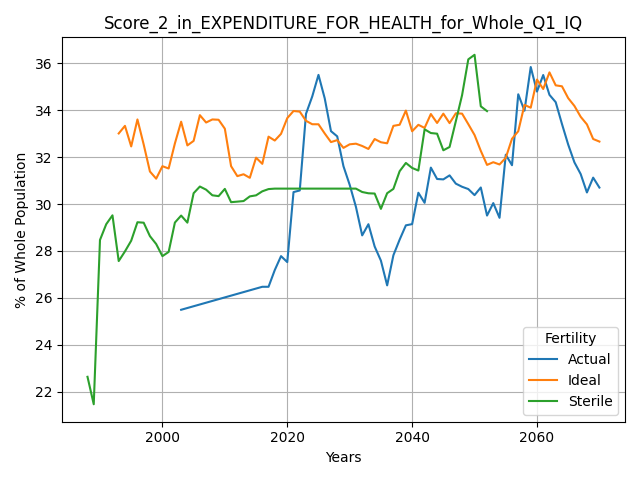 Score_2_in_EXPENDITURE_FOR_HEALTH_for_Whole_Q1_IQ
36
34
32
30
28
26
24
22
% of Whole Population
2000
2020
2040
2060
Years
Fertility
Actual
Ideal
Sterile